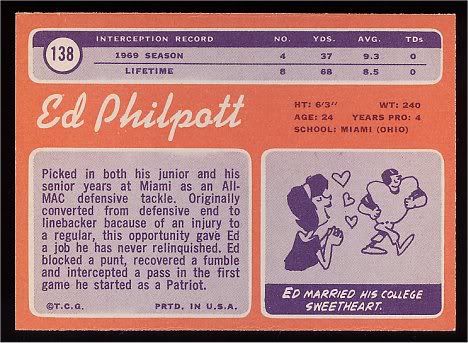 138
INTERCEPTION RECORD NO. YDS. AVG. TDs
1969 SEASON 4 37 9.3 0
LIFETIME 8 68 8.5 0
Ed Philpott
HT: 6'3" WT: 240
AGE: 24 YEARS PRO: 4
SCHOOL: MIAMI (OHIO)
Picked in both his junior and his
senior years at Miami as an All-
MAC defensive tackle. Originally
converted from defensive end to
linebacker bacause of an injury to
a regular, this opportunity gave Ed
a job he has never relinquished. Ed
blocked a punt, recovered a fumble
and intercepted a pass in the first
game he started as a Patriot.
©T.C.G. PRTD. IN U.S.A.
ED MARRIED HIS COLLEGE
SWEETHEART.